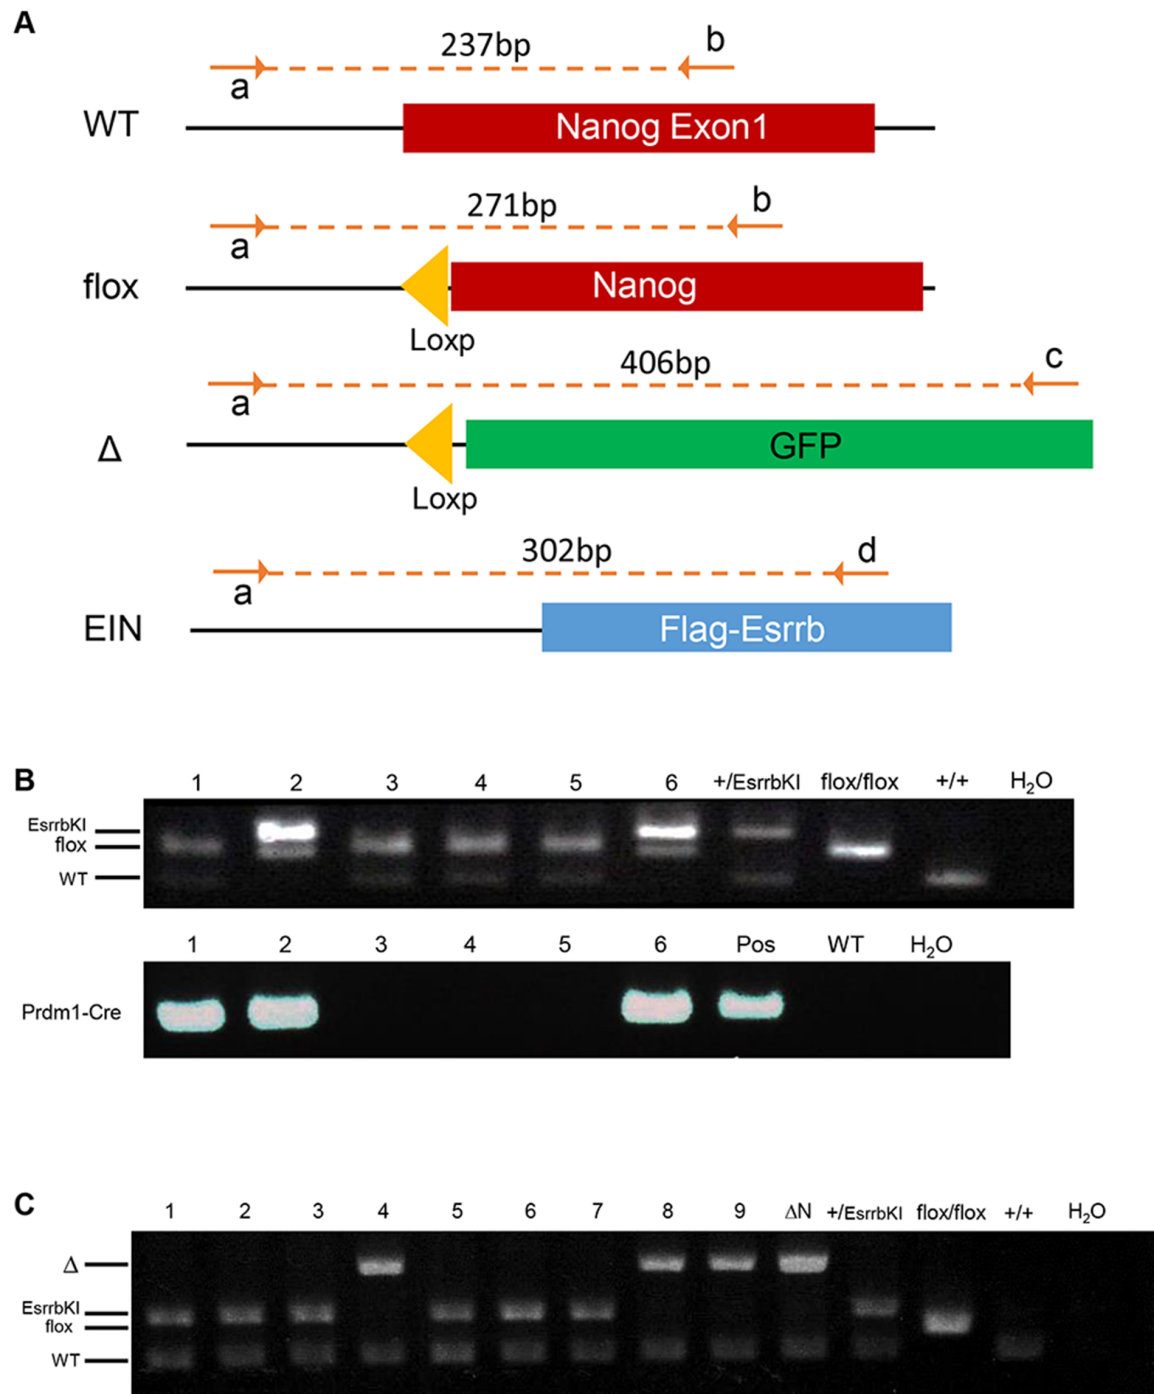 A
237bp
b
a
WT
Nanog Exon1
271bp
b
a
flox
Nanog
Loxp
406bp
c
a
Δ
GFP
Loxp
302bp
d
a
EIN
Flag-Esrrb
B
1 2 3 4 5 6 +/EsrrbKI flox/flox +/+ H₂O
EsrrbKI
flox
WT
1 2 3 4 5 6 Pos WT H₂O
Prdm1-Cre
C
1 2 3 4 5 6 7 8 9 ΔN +/EsrrbKI flox/flox +/+ H₂O
Δ
EsrrbKI
flox
WT